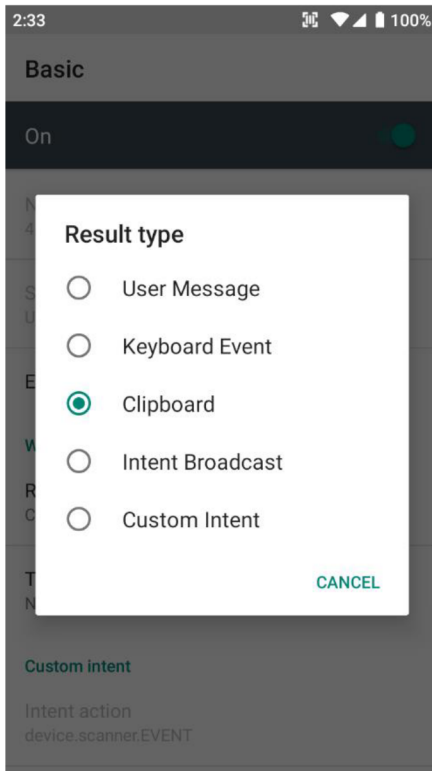 2:33
100%
Basic
On
Result type
User Message
Keyboard Event
Clipboard
Intent Broadcast
Custom Intent
CANCEL
Custom intent
Intent action
device.scanner.EVENT